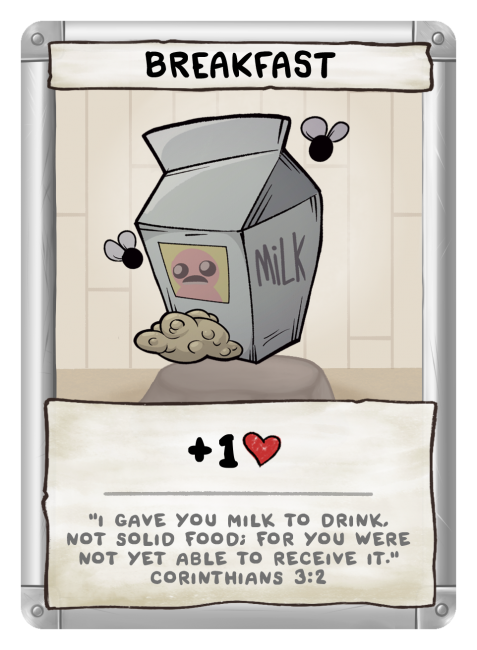 BREAKFAST
MiLK
+1
"I GAVE YOU MILK TO DRINK,
NOT SOLID FOOD; FOR YOU WERE
NOT YET ABLE TO RECEIVE IT."
CORINTHIANS 3:2